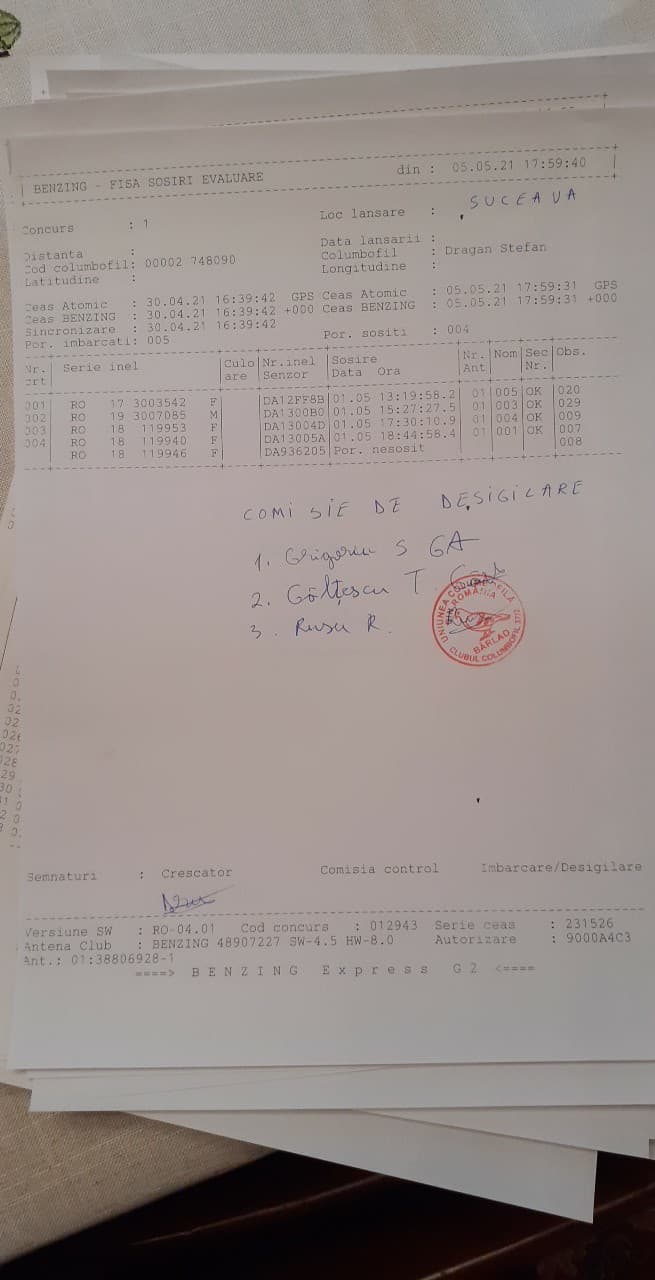 BENZING - FISA SOSIRI EVALUARE din : 05.05.21 17:59:40
Concurs : 1 Loc lansare : SUCEAVA
Distanta : Data lansarii :
Cod columbofil: 00002 748090 Columbofil : Dragan Stefan
Latitudine : Longitudine :
Ceas Atomic : 30.04.21 16:39:42 GPS Ceas Atomic : 05.05.21 17:59:31 GPS
Ceas BENZING : 30.04.21 16:39:42 +000 Ceas BENZING : 05.05.21 17:59:31 +000
Sincronizare : 30.04.21 16:39:42
Por. imbarcati: 005 Por. sositi : 004
Nr. Serie inel Culo Nr.inel Sosire Nr. Nom Sec Obs.
crt are Senzor Data Ora Ant Nr.
001 RO 17 3003542 F DA12FF8B 01.05 13:19:58.2 01 005 OK 020
002 RO 19 3007085 M DA1300B0 01.05 15:27:27.5 01 003 OK 029
003 RO 18 119953 F DA13004D 01.05 17:30:10.9 01 004 OK 009
004 RO 18 119940 F DA13005A 01.05 18:44:58.4 01 001 OK 007
RO 18 119946 F DA936205 Por. nesosit 008
COMISIE DE DESIGILARE
1. Grigoriu S GA
2. Gölțescu T.
3. Rusu R.
UNIUNEA COLUMBOFILA
DIN ROMANIA
BÂRLAD
CLUBUL COLUMBOFIL
Semnaturi : Crescator Comisia control Imbarcare/Desigilare
Versiune SW : RO-04.01 Cod concurs : 012943 Serie ceas : 231526
Antena Club : BENZING 48907227 SW-4.5 HW-8.0 Autorizare : 9000A4C3
Ant.: 01:38806928-1
====> B E N Z I N G E x p r e s s G 2 <====